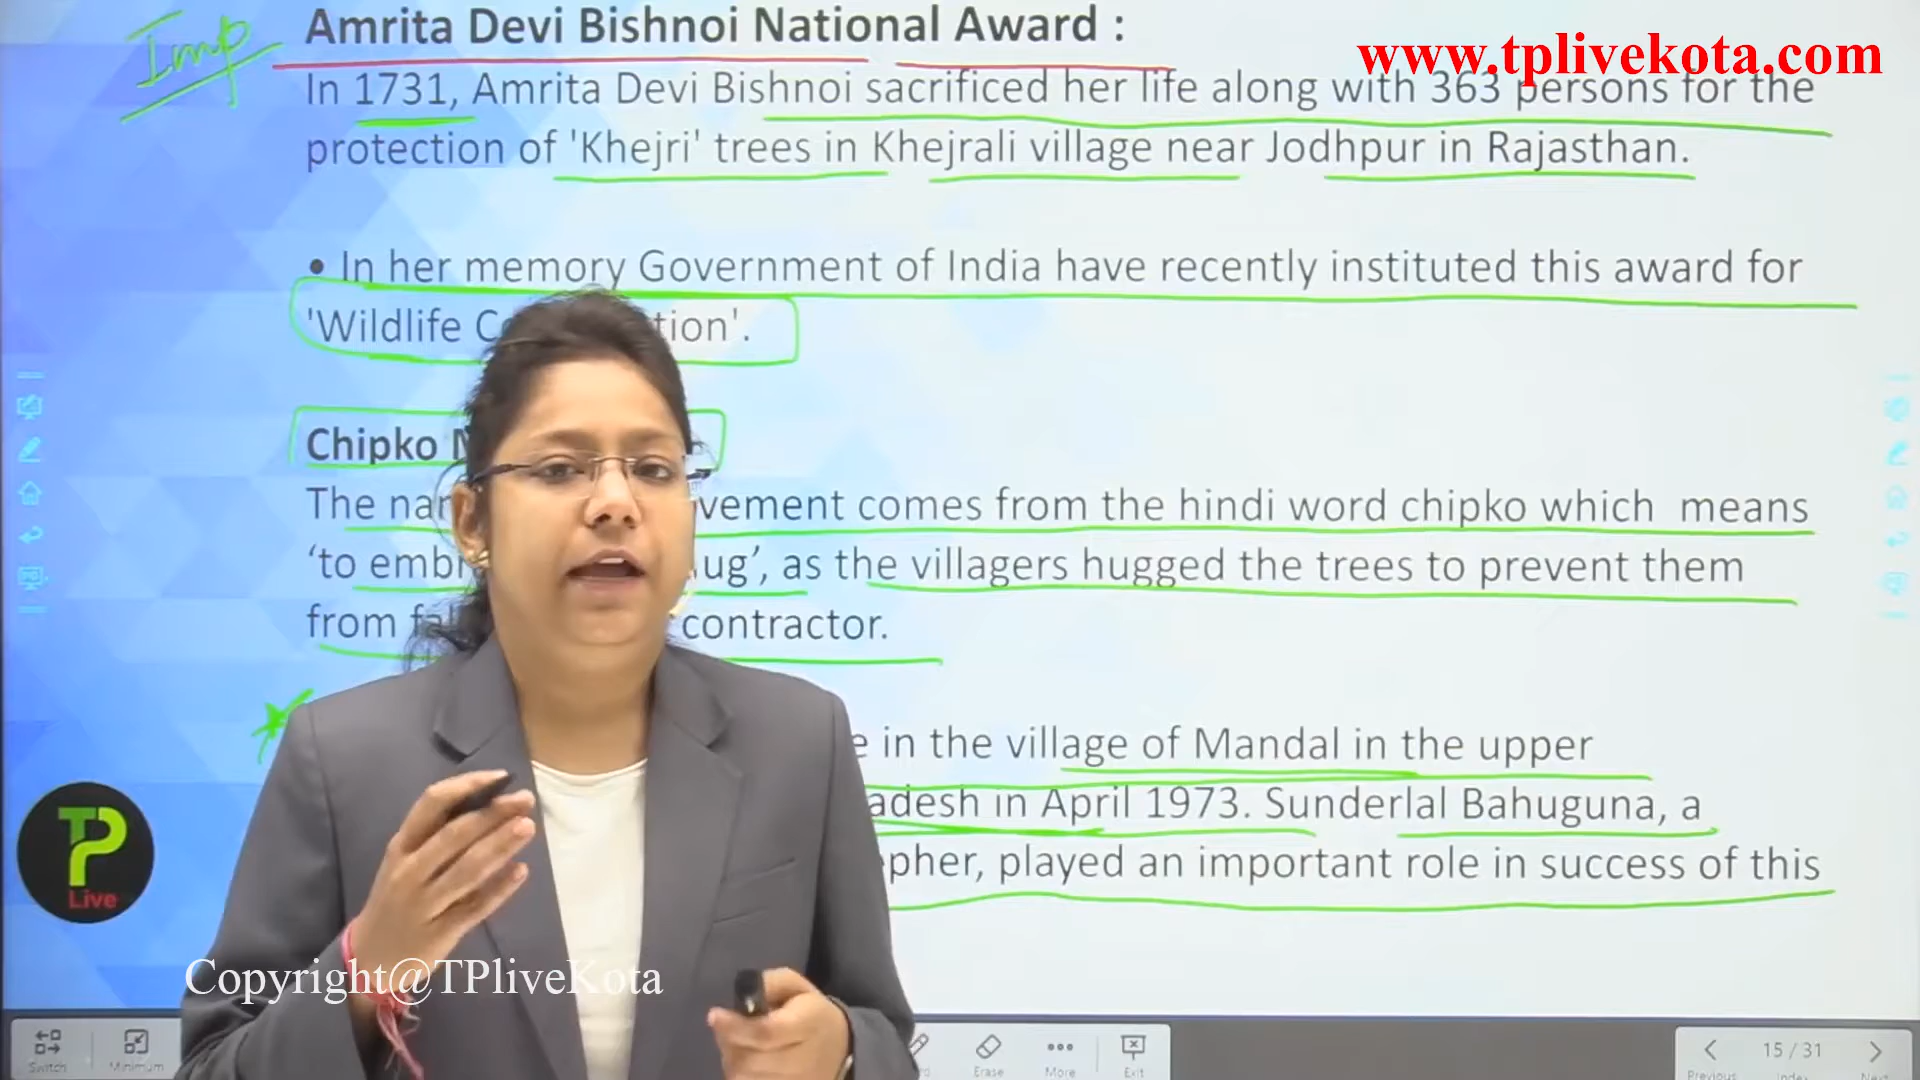 Imp
Amrita Devi Bishnoi National Award :
www.tplivekota.com
In 1731, Amrita Devi Bishnoi sacrificed her life along with 363 persons for the
protection of 'Khejri' trees in Khejrali village near Jodhpur in Rajasthan.
• In her memory Government of India have recently instituted this award for
'Wildlife
Chipko
The vement comes from the hindi word chipko which means
‘to ug’, as the villagers hugged the trees to prevent them
from contractor.
e in the village of Mandal in the upper
adesh in April 1973. Sunderlal Bahuguna, a
pher, played an important role in success of this
TP
Live
Copyright@TPliveKota
Switch Minimum Erase More Exit
15 / 31
Previous Index Next